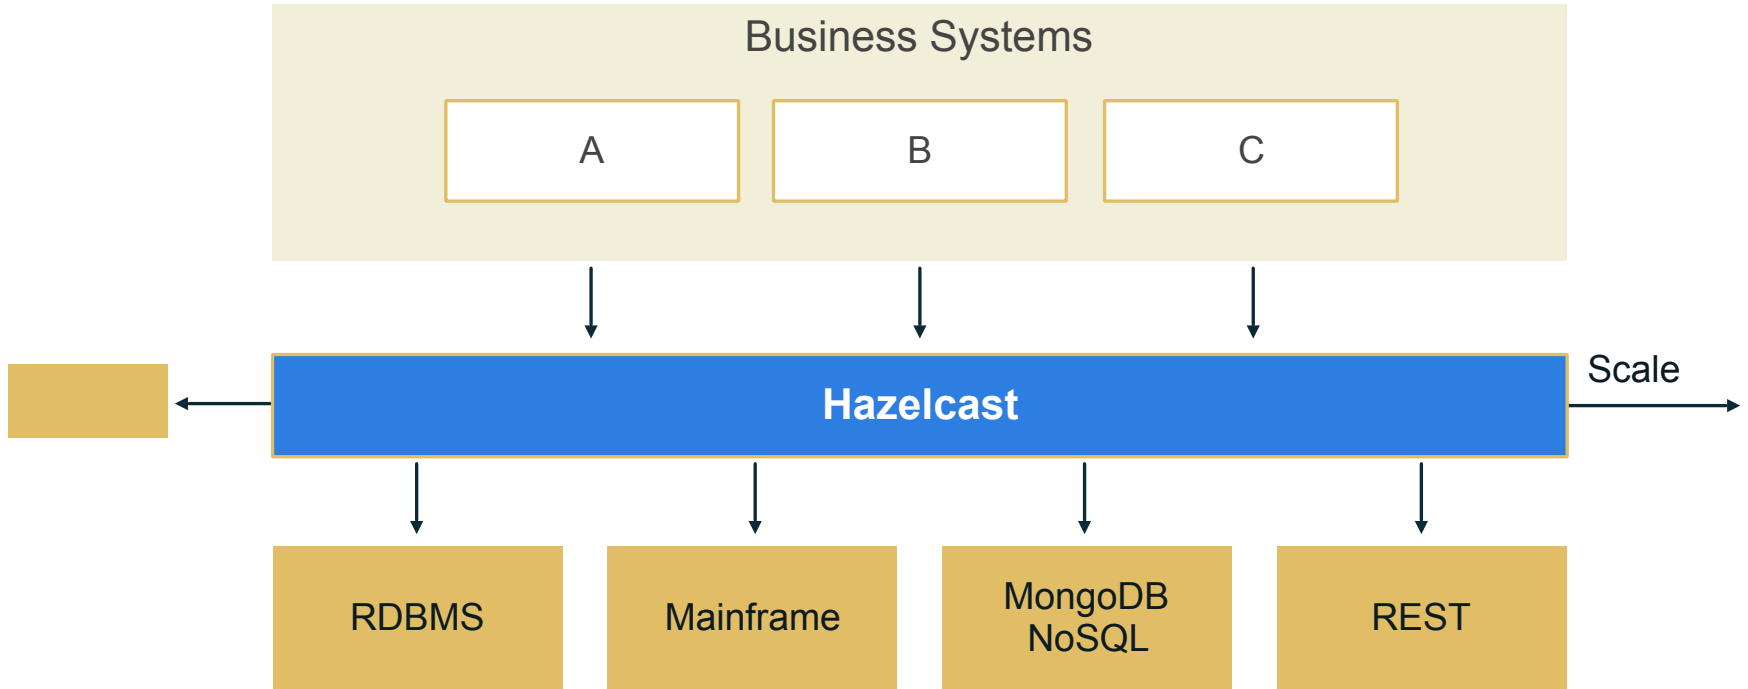 Business Systems
A
B
C
Scale
Hazelcast
RDBMS
Mainframe
MongoDB
NoSQL
REST